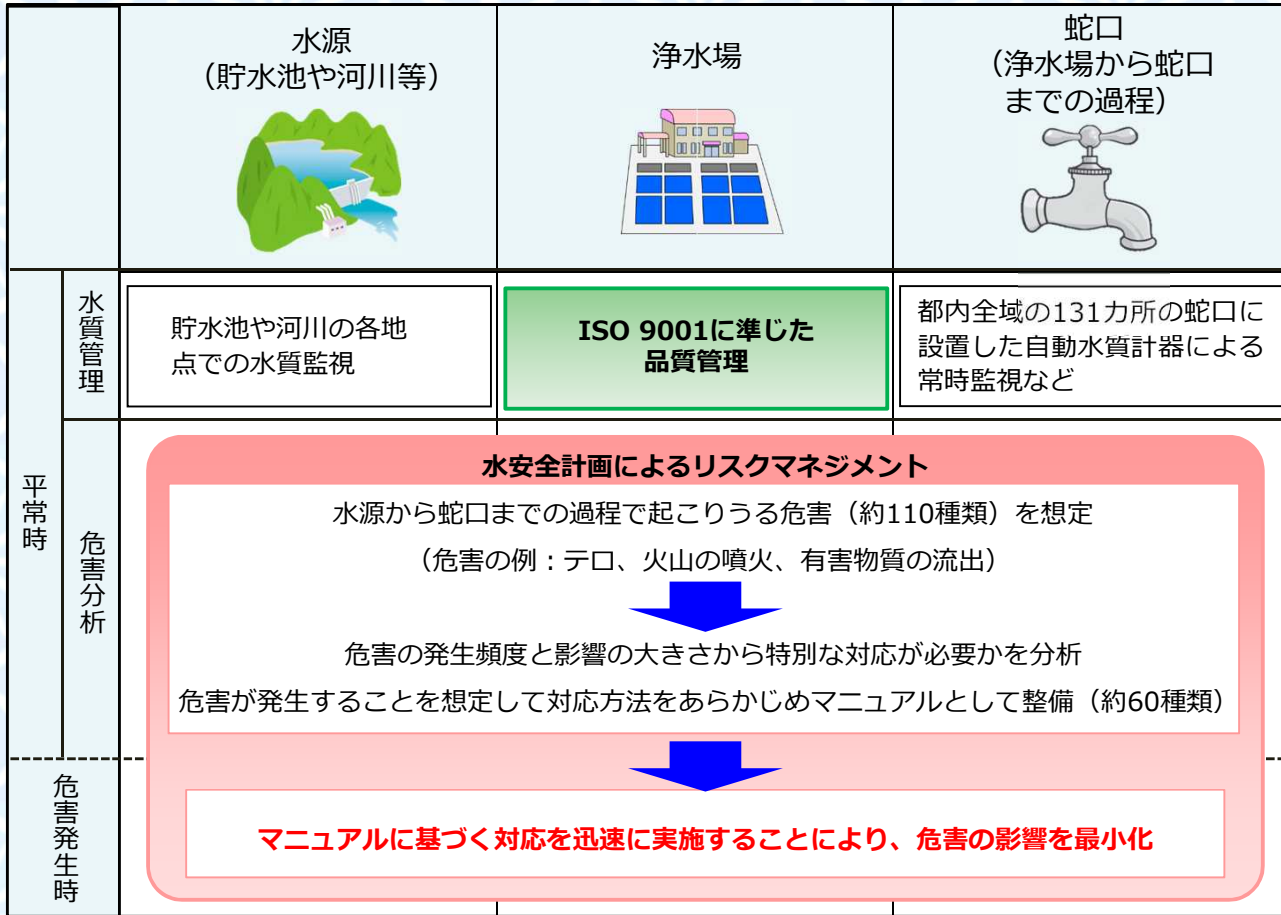 水源
（貯水池や河川等）
浄水場
蛇口
（浄水場から蛇口
までの過程）
平常時
水質管理
貯水池や河川の各地
点での水質監視
ISO 9001に準じた
品質管理
都内全域の131カ所の蛇口に
設置した自動水質計器による
常時監視など
危害分析
水安全計画によるリスクマネジメント
水源から蛇口までの過程で起こりうる危害（約110種類）を想定
（危害の例：テロ、火山の噴火、有害物質の流出）
危害の発生頻度と影響の大きさから特別な対応が必要かを分析
危害が発生することを想定して対応方法をあらかじめマニュアルとして整備（約60種類）
危害発生時
マニュアルに基づく対応を迅速に実施することにより、危害の影響を最小化